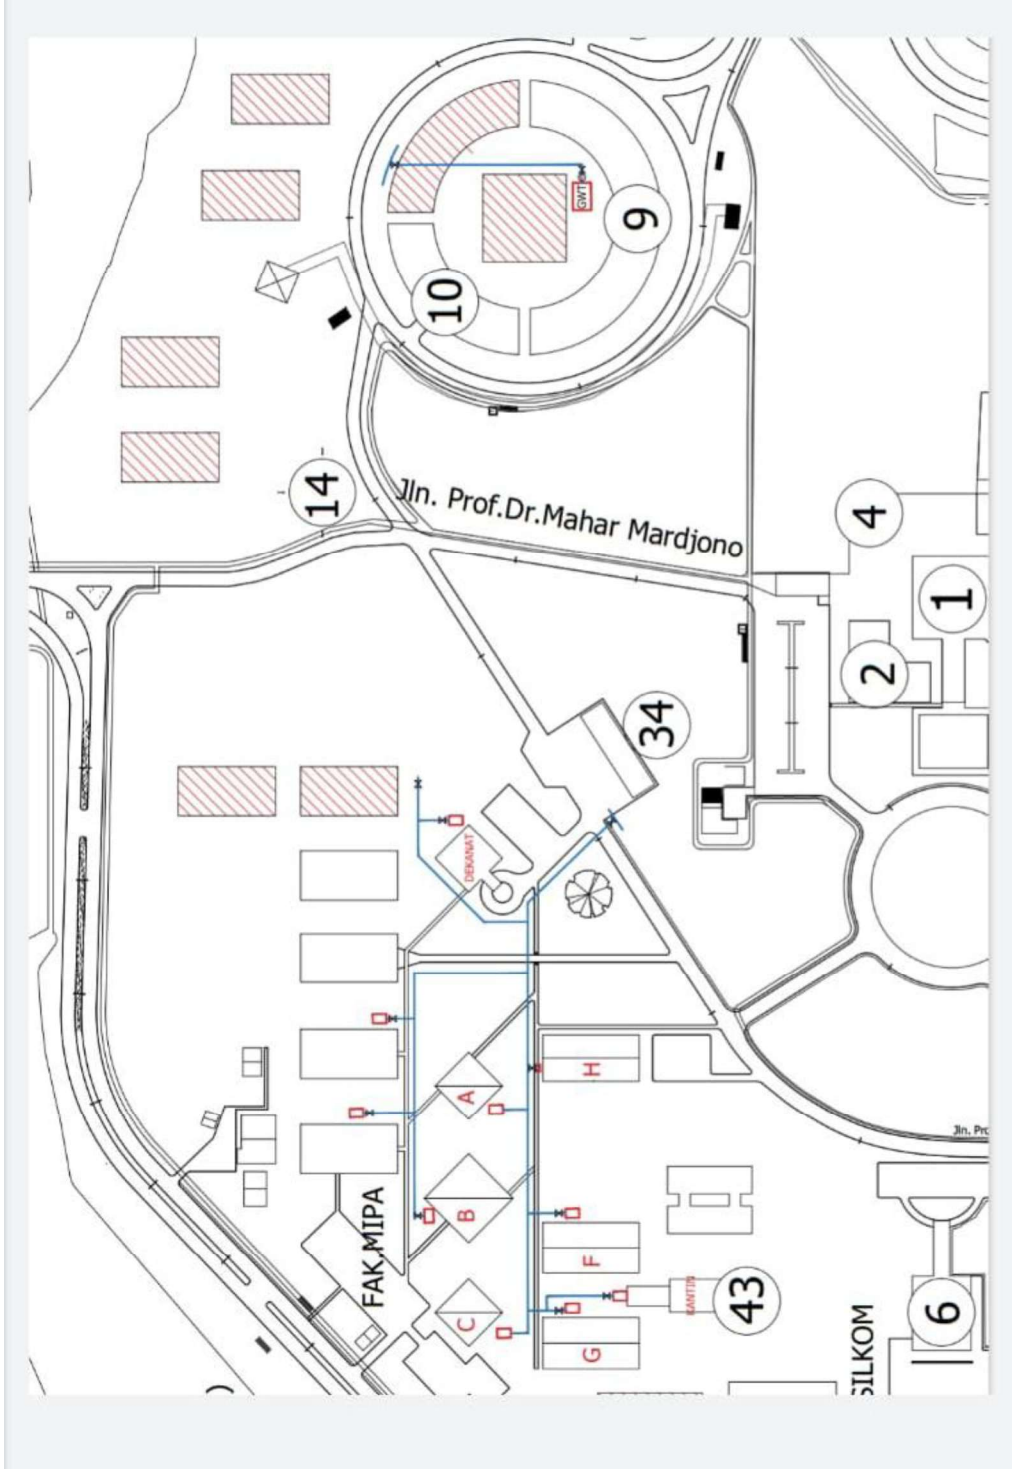 GWT
9
10
14
Jln. Prof.Dr.Mahar Mardjono
4
1
2
34
DEKANAT
A
H
Jln. Pro
B
FAK.MIPA
F
C
G
KANTIN
43
6
SILKOM
)